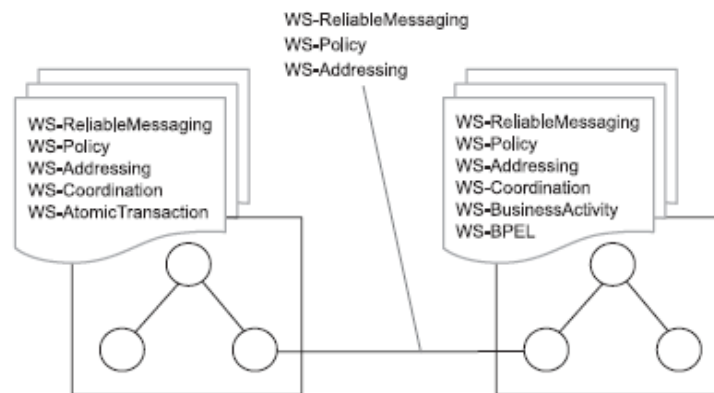 WS-ReliableMessaging
WS-Policy
WS-Addressing
WS-ReliableMessaging
WS-Policy
WS-Addressing
WS-Coordination
WS-AtomicTransaction
WS-ReliableMessaging
WS-Policy
WS-Addressing
WS-Coordination
WS-BusinessActivity
WS-BPEL